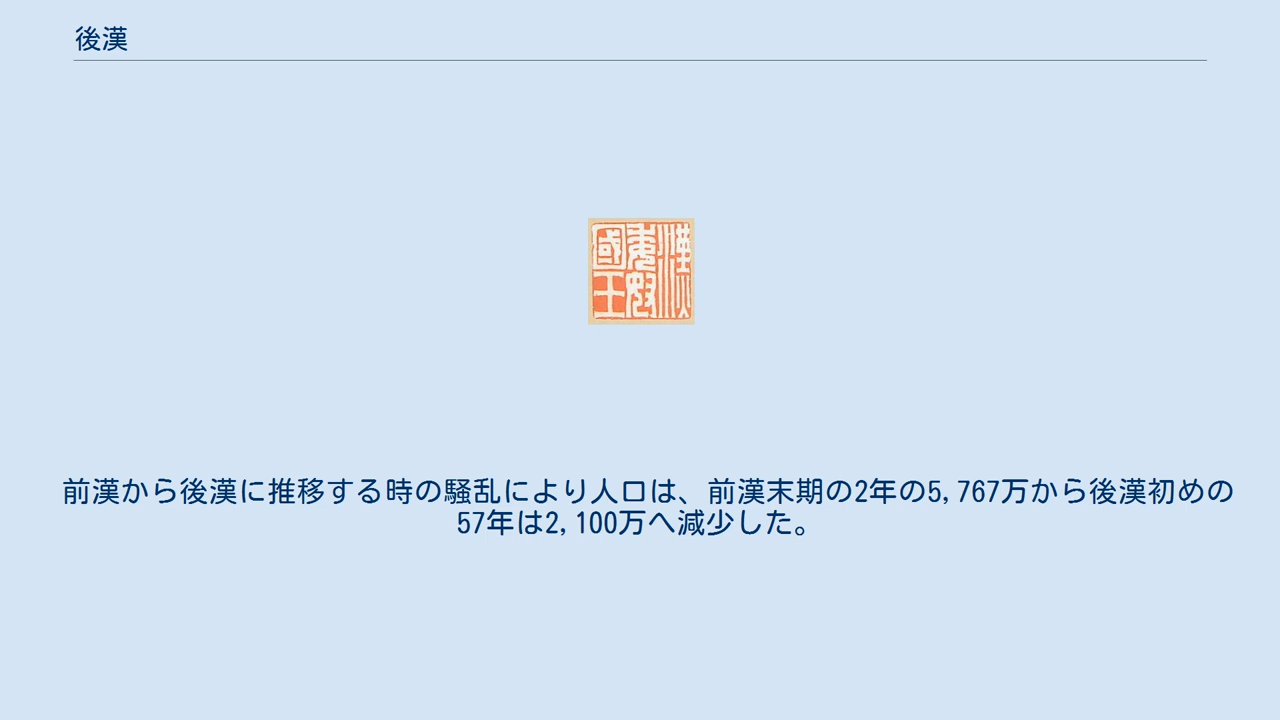 後漢
漢
委奴
國王
前漢から後漢に推移する時の騒乱により人口は、前漢末期の2年の5,767万から後漢初めの
57年は2,100万へ減少した。